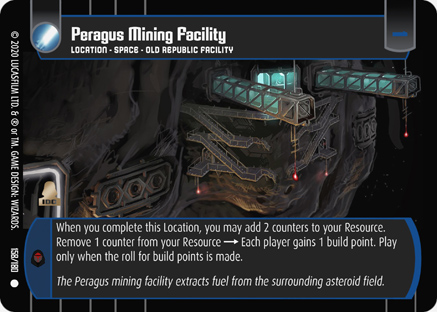 Peragus Mining Facility
LOCATION - SPACE - OLD REPUBLIC FACILITY
© 2020 LUCASFILM LTD. & ® or TM. GAME DESIGN: WIZARDS.
When you complete this Location, you may add 2 counters to your Resource.
Remove 1 counter from your Resource → Each player gains 1 build point. Play
only when the roll for build points is made.
The Peragus mining facility extracts fuel from the surrounding asteroid field.